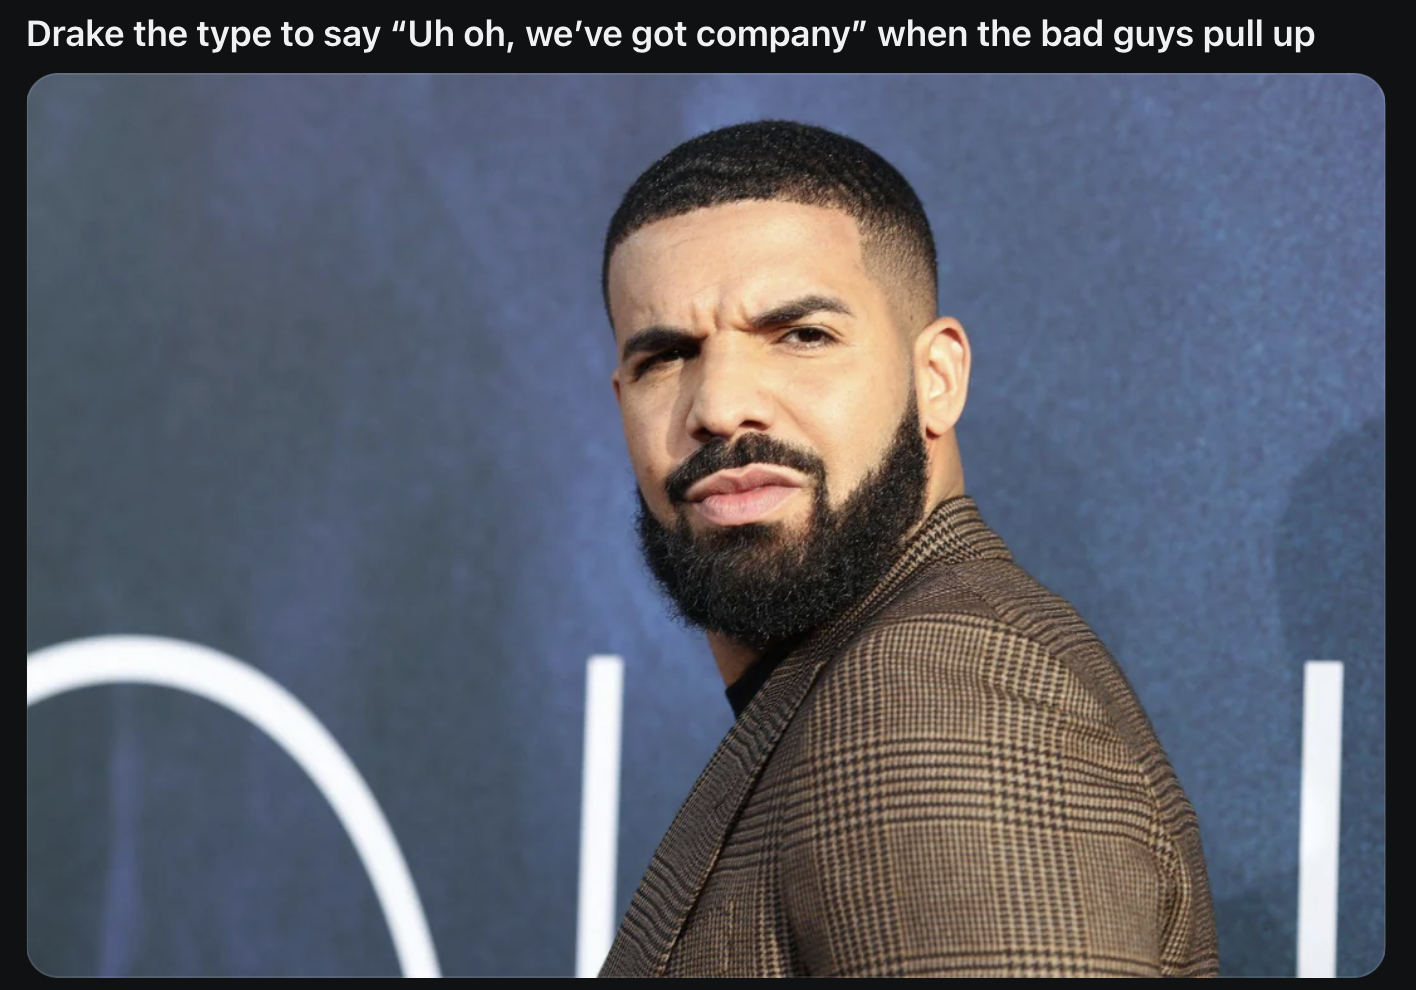 Drake the type to say “Uh oh, we’ve got company” when the bad guys pull up